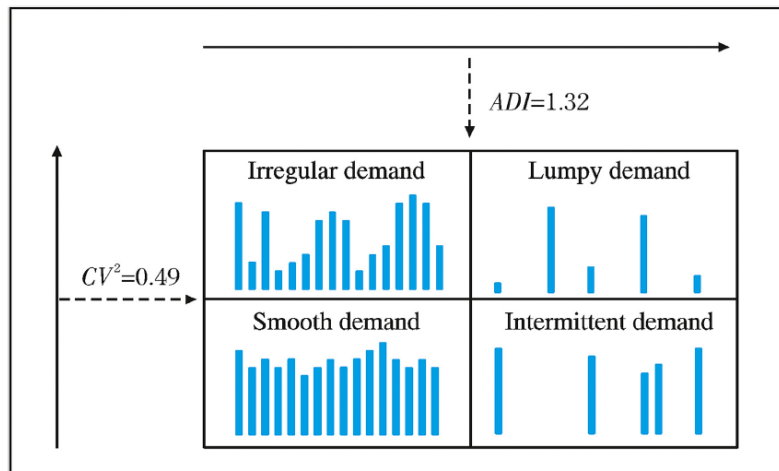 ADI=1.32
Irregular demand
Lumpy demand
CV²=0.49
Smooth demand
Intermittent demand